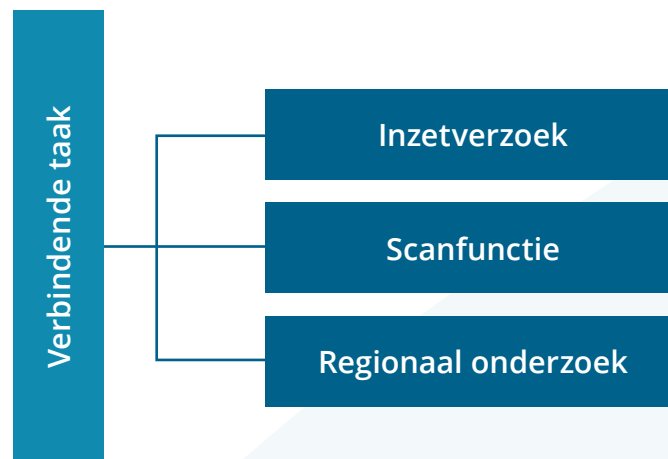 Verbindende taak
Inzetverzoek
Scanfunctie
Regionaal onderzoek